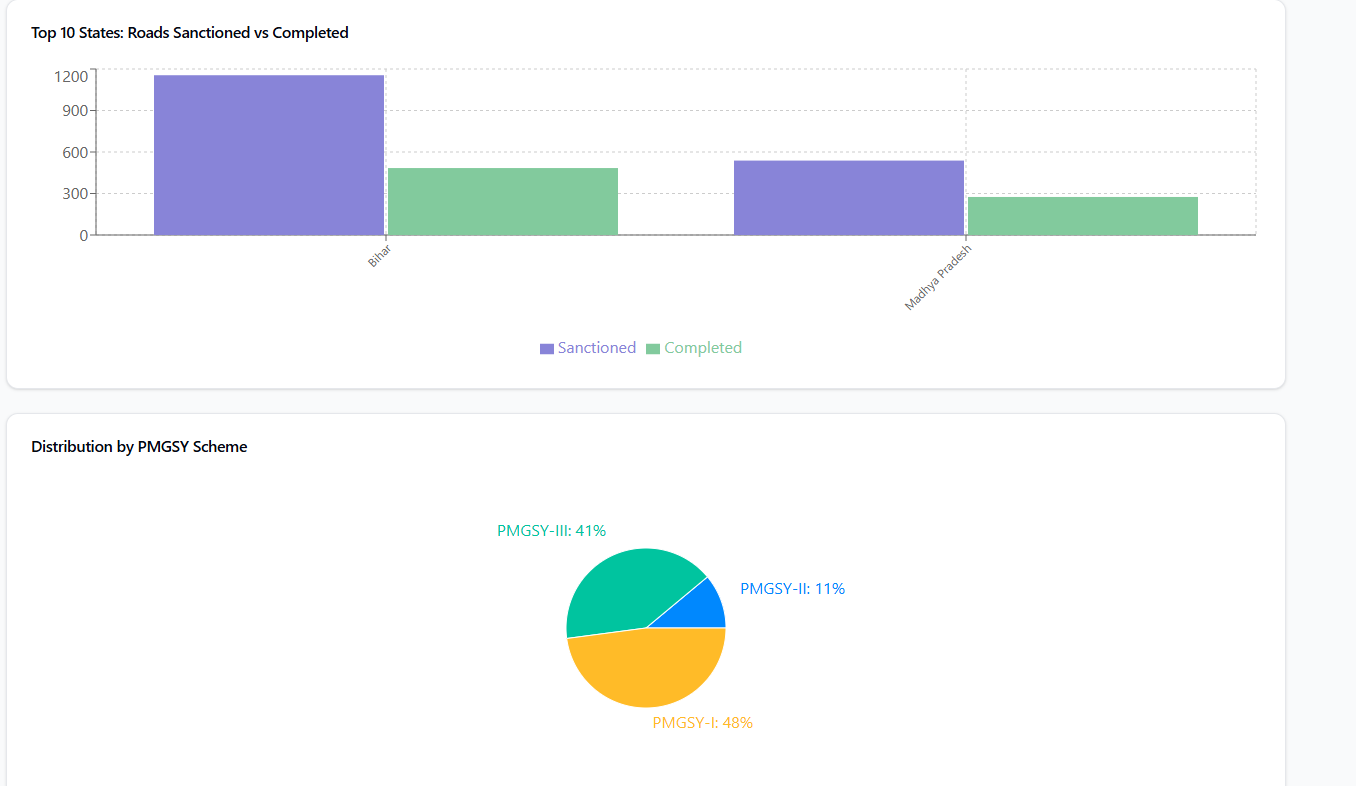 Top 10 States: Roads Sanctioned vs Completed
1200
900
600
300
0
Bihar
Madhya Pradesh
Sanctioned Completed
Distribution by PMGSY Scheme
PMGSY-III: 41%
PMGSY-II: 11%
PMGSY-I: 48%